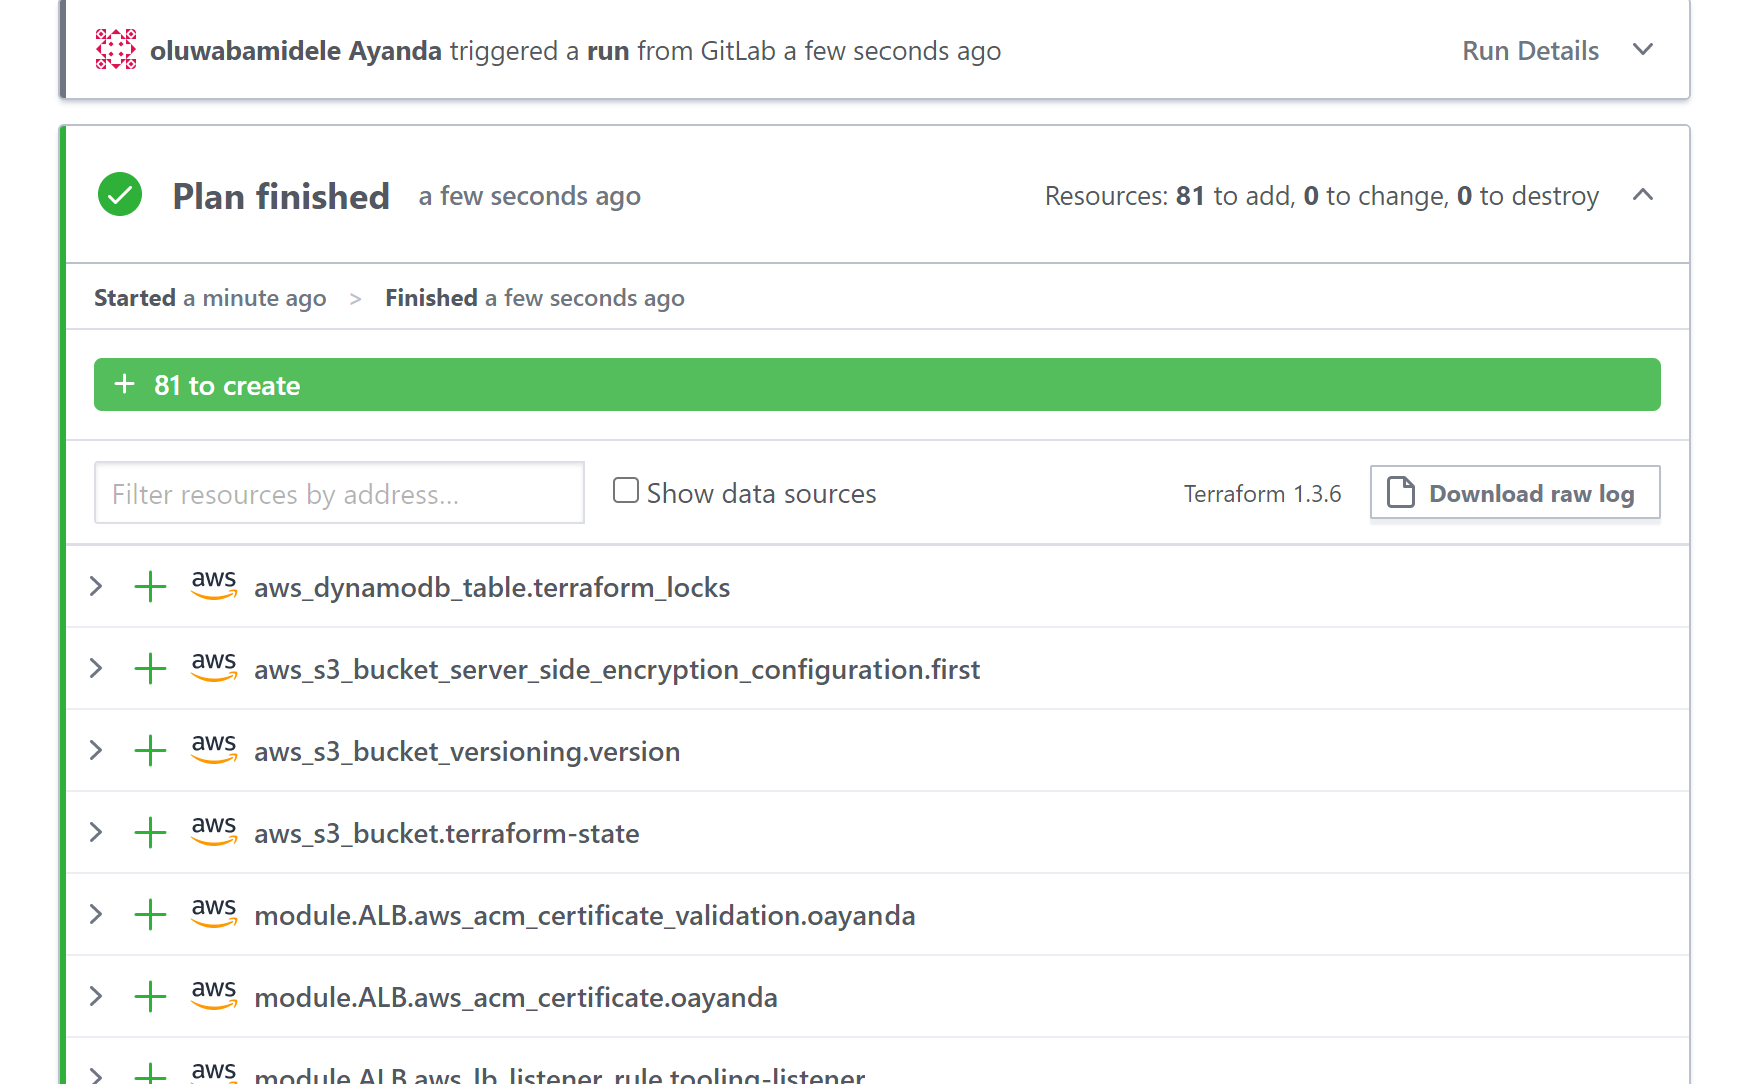 oluwabamidele Ayanda triggered a run from GitLab a few seconds ago
Run Details
Plan finished a few seconds ago
Resources: 81 to add, 0 to change, 0 to destroy
Started a minute ago > Finished a few seconds ago
+ 81 to create
Filter resources by address...
Show data sources
Terraform 1.3.6
Download raw log
aws aws_dynamodb_table.terraform_locks
aws aws_s3_bucket_server_side_encryption_configuration.first
aws aws_s3_bucket_versioning.version
aws aws_s3_bucket.terraform-state
aws module.ALB.aws_acm_certificate_validation.oayanda
aws module.ALB.aws_acm_certificate.oayanda
aws module.ALB.aws_lb_listener_rule.tooling-listener